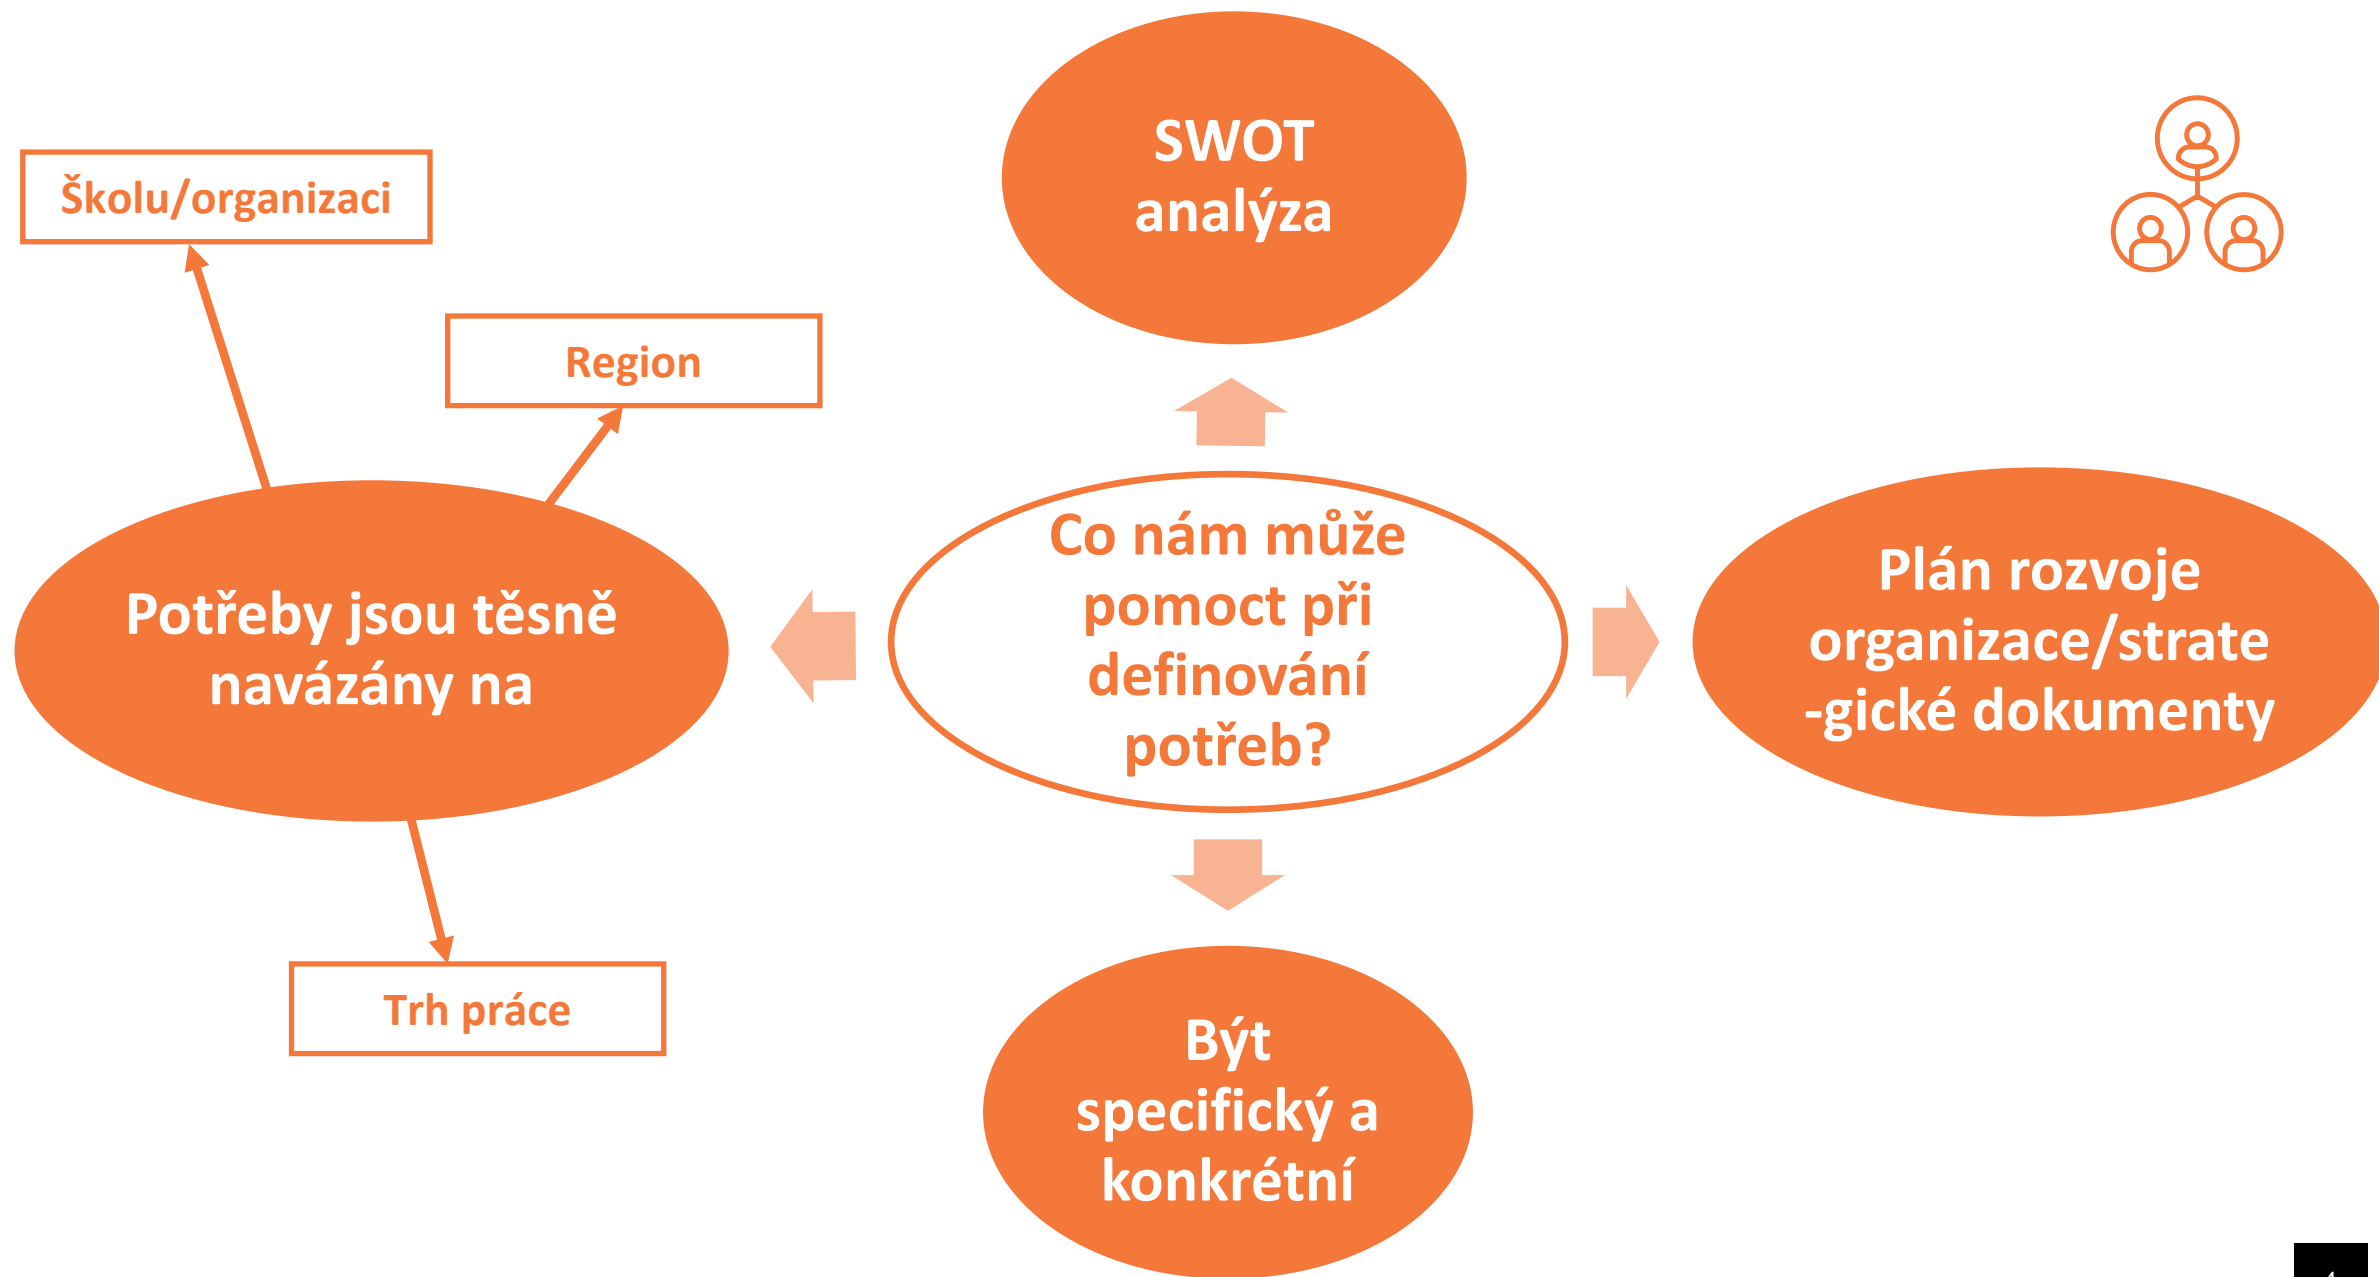 SWOT
analýza
Školu/organizaci
Region
Co nám může
pomoct při
definování
potřeb?
Potřeby jsou těsně
navázány na
Plán rozvoje
organizace/strate
-gické dokumenty
Trh práce
Být
specifický a
konkrétní